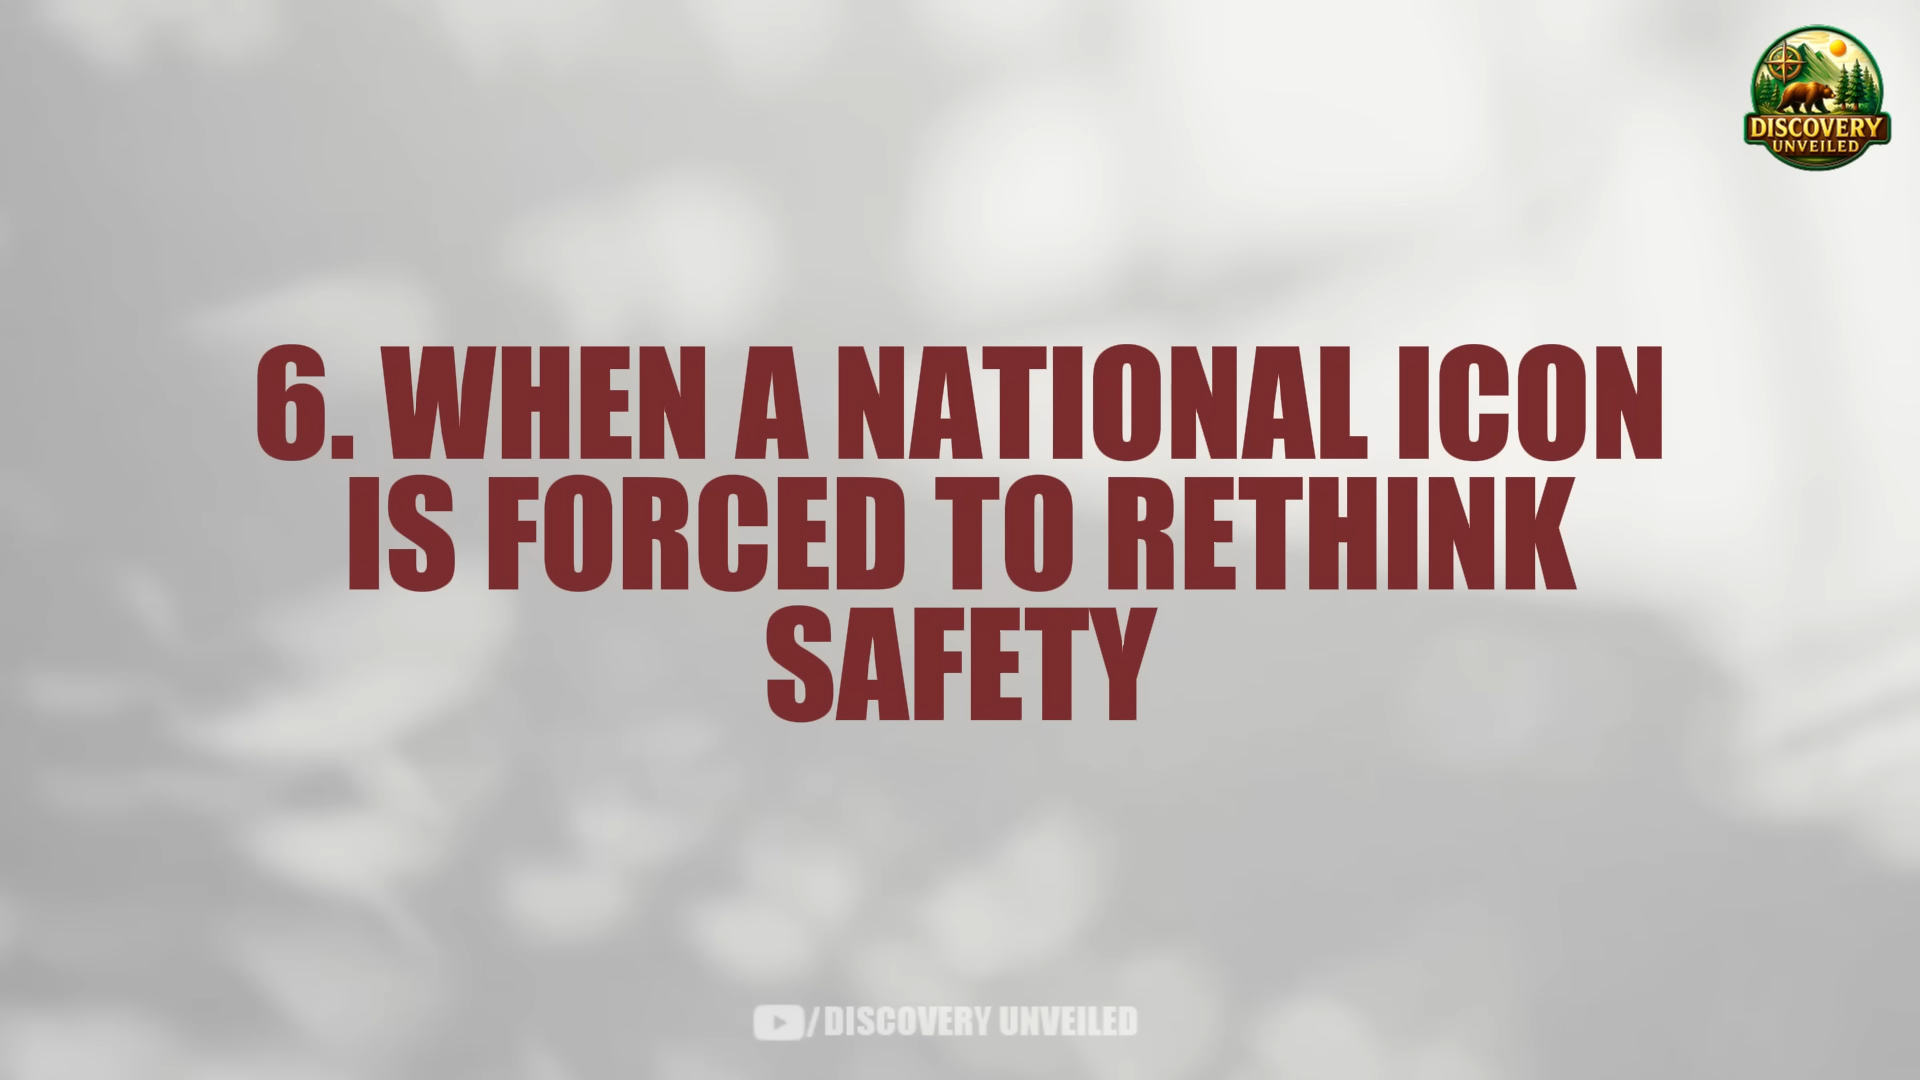 DISCOVERY
UNVEILED
6. WHEN A NATIONAL ICON
IS FORCED TO RETHINK
SAFETY
/DISCOVERY UNVEILED